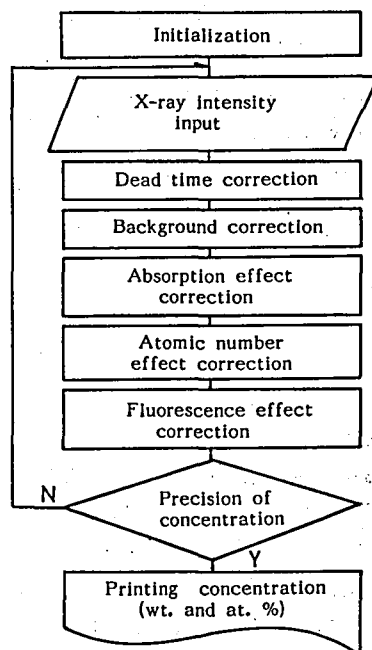 Initialization
X-ray intensity
input
Dead time correction
Background correction
Absorption effect
correction
Atomic number
effect correction
Fluorescence effect
correction
N
Precision of
concentration
Y
Printing concentration
(wt. and at. %)